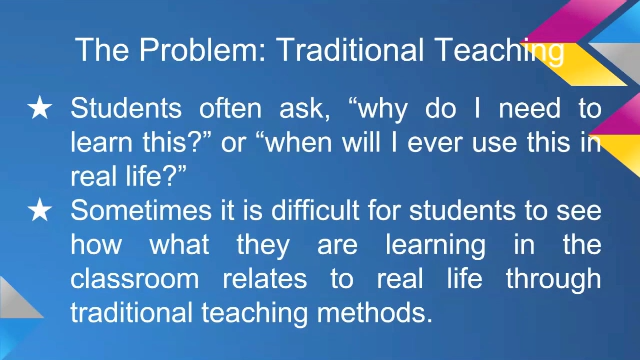 The Problem: Traditional Teaching
★ Students often ask, “why do I need to
learn this?” or “when will I ever use this in
real life?”
★ Sometimes it is difficult for students to see
how what they are learning in the
classroom relates to real life through
traditional teaching methods.